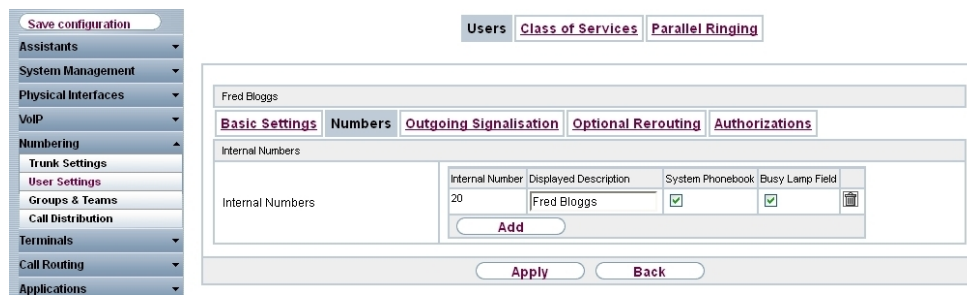 Save configuration
Assistants
System Management
Physical Interfaces
VoIP
Numbering
Trunk Settings
User Settings
Groups & Teams
Call Distribution
Terminals
Call Routing
Applications
Users Class of Services Parallel Ringing
Fred Bloggs
Basic Settings Numbers Outgoing Signalisation Optional Rerouting Authorizations
Internal Numbers
Internal Number Displayed Description System Phonebook Busy Lamp Field
Internal Numbers 20 Fred Bloggs
Add
Apply Back